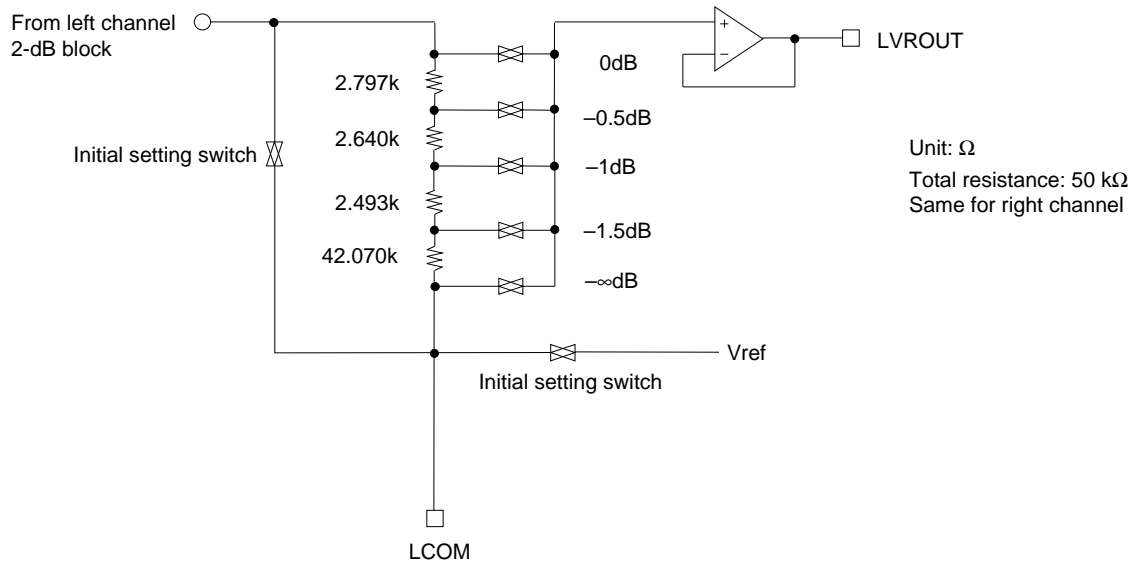 From left channel
2-dB block
+
–
LVROUT
0dB
2.797k
–0.5dB
2.640k
Initial setting switch
–1dB
2.493k
–1.5dB
42.070k
–∞dB
Unit: Ω
Total resistance: 50 kΩ
Same for right channel
Vref
Initial setting switch
LCOM